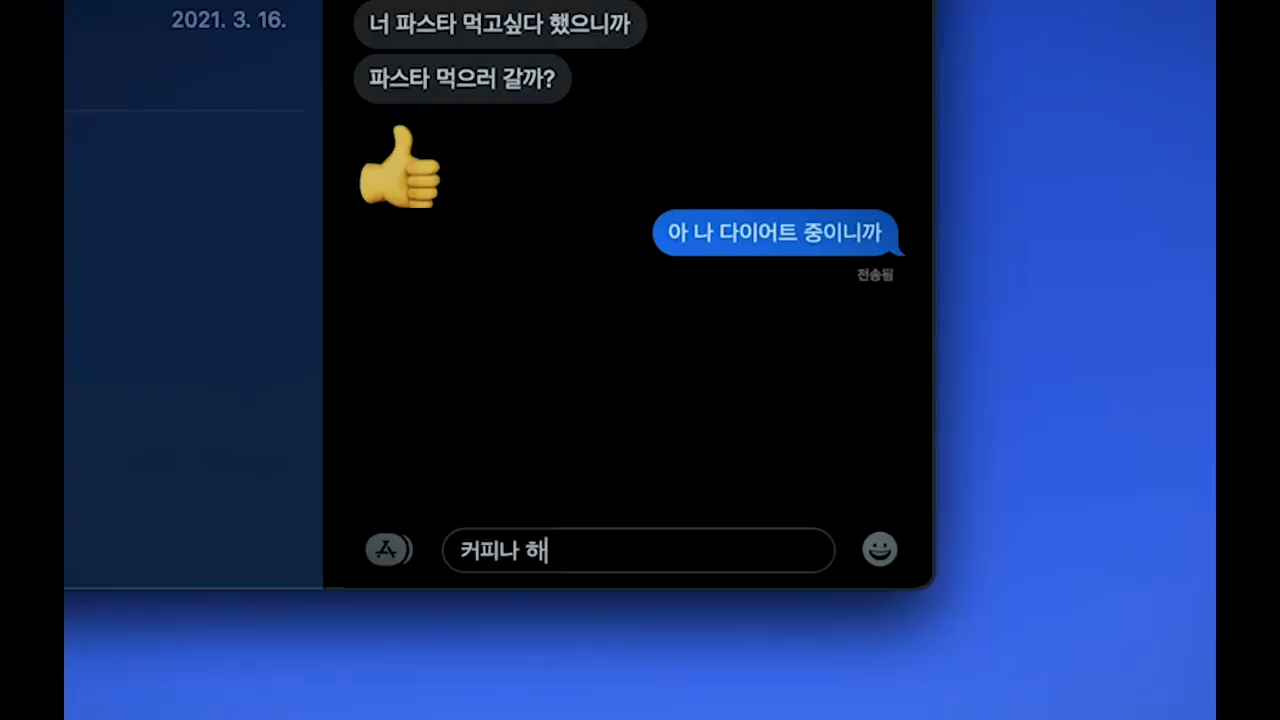 2021. 3. 16.
너 파스타 먹고싶다 했으니까
파스타 먹으러 갈까?
아 나 다이어트 중이니까
전송됨
커피나 해